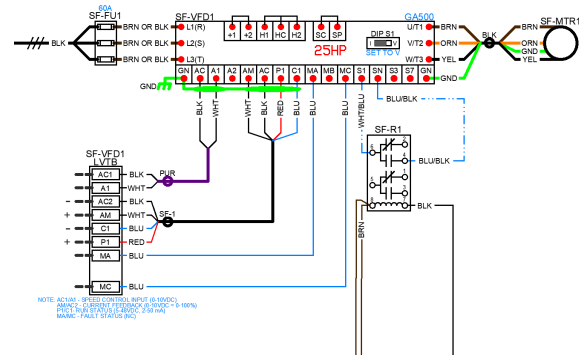 60A
SF-FU1
SF-VFD1
GA500
SF-MTR1
BLK
BRN OR BLK
BRN OR BLK
BRN OR BLK
L1(R)
L2(S)
L3(T)
+1 +2 H1 HC H2 SC SP
25HP
DIP S1
SET TO V
U/T1
V/T2
W/T3
BRN
ORN
YEL
BLK
BRN
ORN
GND
YEL
GN AC A1 A2 AM AC P1 C1 MA MB MC S1 SN S3 S7 GN
GND
GND
BLK
WHT
WHT
BLK
RED
BLU
WHT/BLU
BLU/BLK
SF-R1
BLU/BLK
SF-VFD1
LVTB
AC1 BLK
PUR
A1 WHT
- AC2 BLK
+ AM WHT
SF-1
- C1 BLU
+ P1 RED
MA BLU
MC BLU
BLK
BRN
NOTE: AC1/A1 - SPEED CONTROL INPUT (0-10VDC)
AM/AC2 - CURRENT FEEDBACK (0-10VDC = 0-100%)
P1/C1- RUN STATUS (5-48VDC, 2-50 mA)
MA/MC - FAULT STATUS (NC)